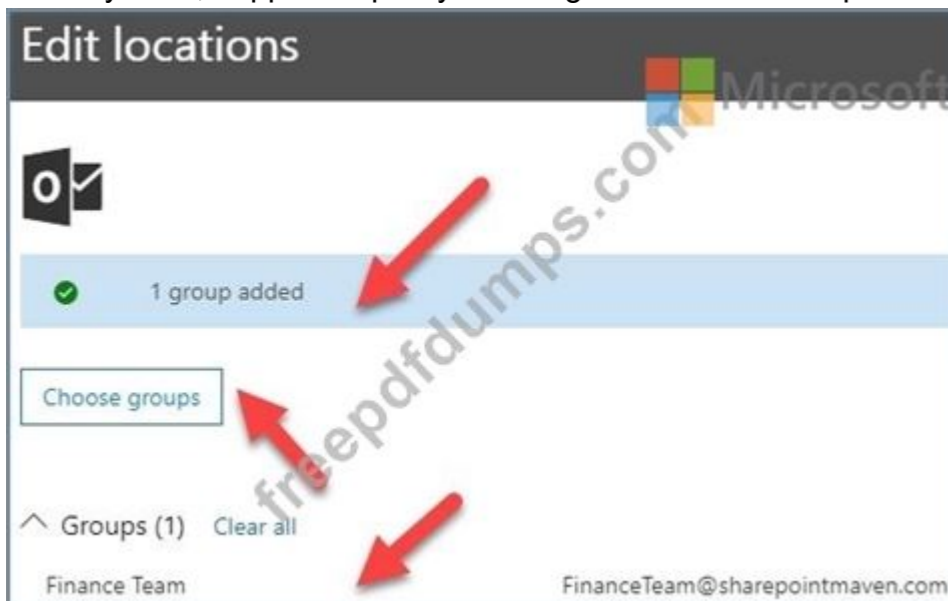 Edit locations
Microsoft
1 group added
Choose groups
Groups (1) Clear all
Finance Team FinanceTeam@sharepointmaven.com
freepdfdumps.com